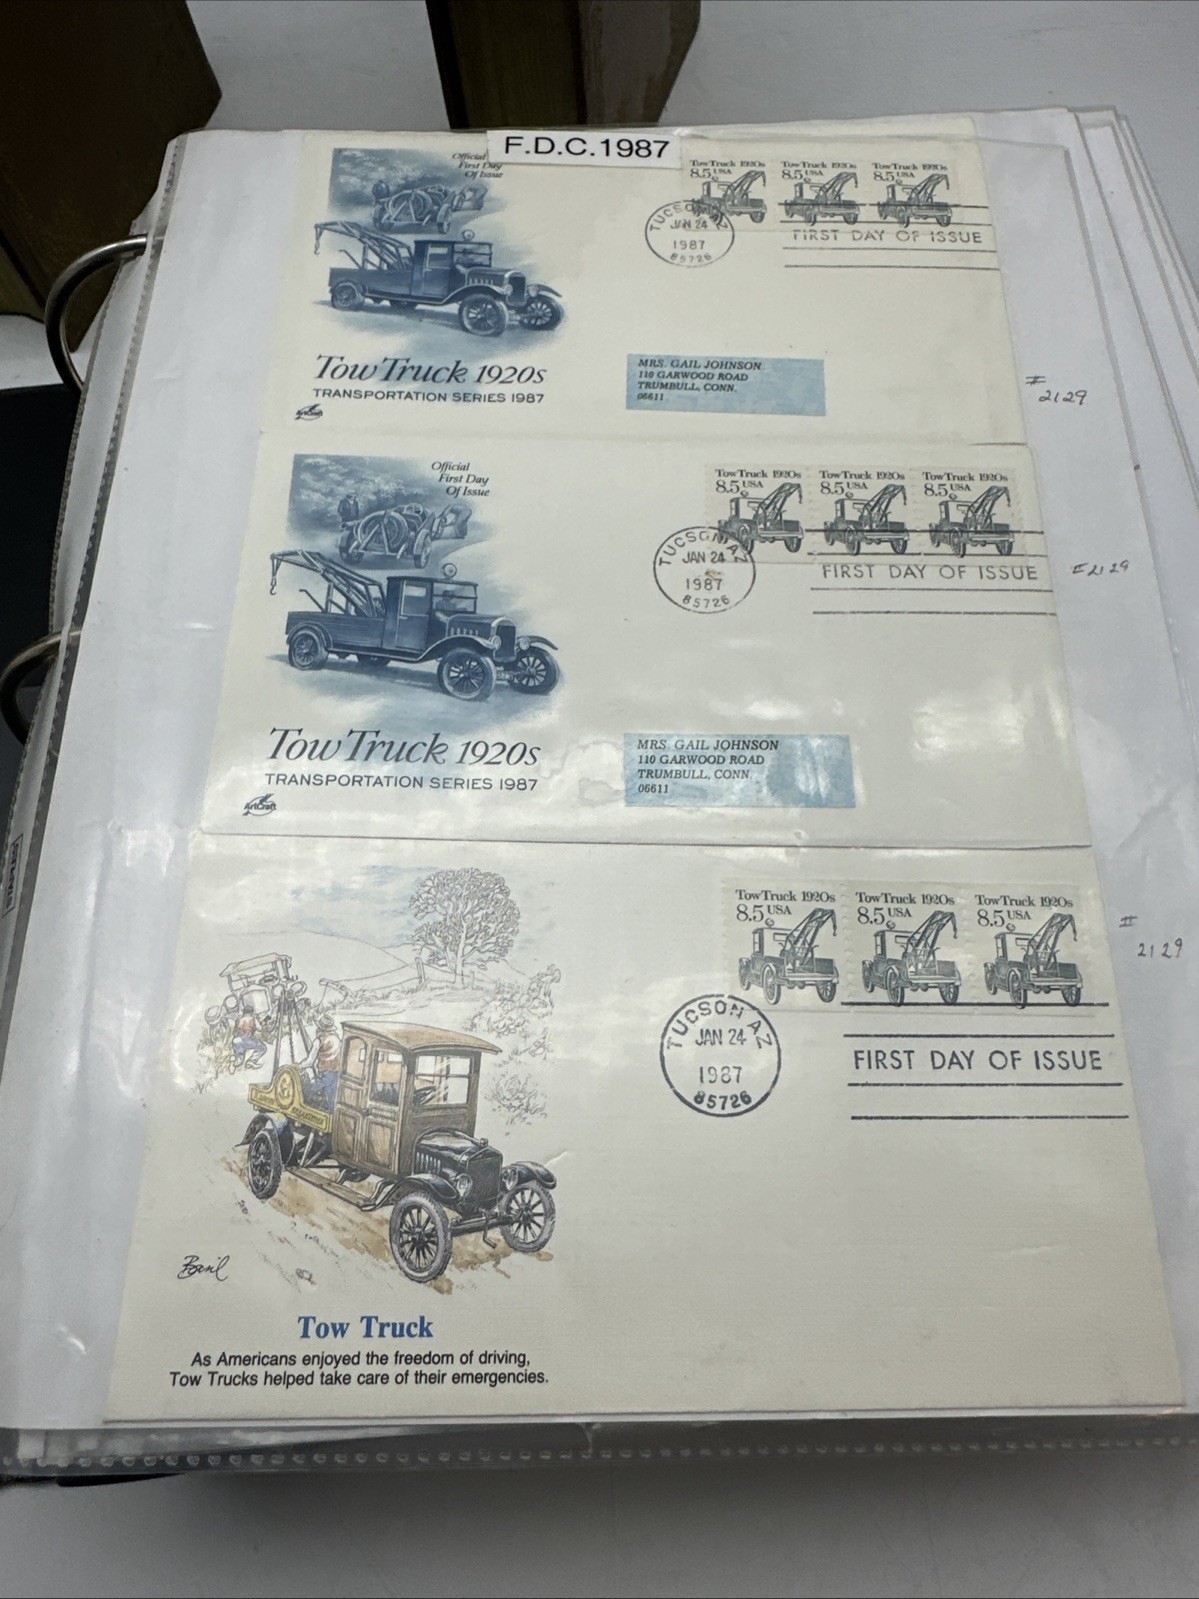 F.D.C.1987
Official
First Day
Of Issue
Tow Truck 1920s
8.5 USA
Tow Truck 1920s
8.5 USA
Tow Truck 1920s
8.5 USA
TUCSON AZ
JAN 24
1987
85726
FIRST DAY OF ISSUE
Tow Truck 1920s
TRANSPORTATION SERIES 1987
ArtCraft
MRS. GAIL JOHNSON
110 GARWOOD ROAD
TRUMBULL, CONN.
06611
#
2129
Official
First Day
Of Issue
Tow Truck 1920s
8.5 USA
Tow Truck 1920s
8.5 USA
Tow Truck 1920s
8.5 USA
TUCSON, AZ
JAN 24
1987
85726
FIRST DAY OF ISSUE
#2129
Tow Truck 1920s
TRANSPORTATION SERIES 1987
ArtCraft
MRS. GAIL JOHNSON
110 GARWOOD ROAD
TRUMBULL, CONN.
06611
Tow Truck 1920s
8.5 USA
Tow Truck 1920s
8.5 USA
Tow Truck 1920s
8.5 USA
TUCSON, AZ
JAN 24
1987
85726
FIRST DAY OF ISSUE
#
2129
Tow Truck
As Americans enjoyed the freedom of driving,
Tow Trucks helped take care of their emergencies.